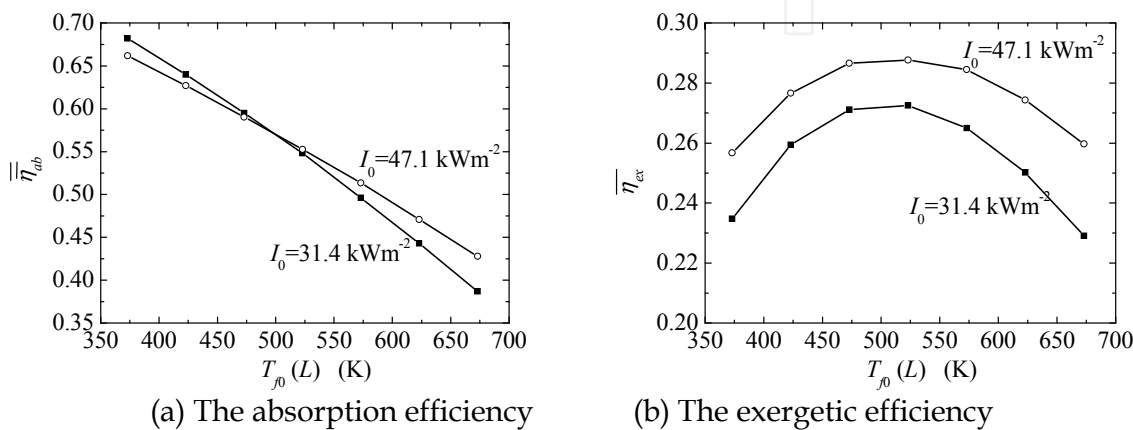 0.70
0.65
0.60
0.55
0.50
0.45
0.40
0.35
η̿ab
350 400 450 500 550 600 650 700
Tf0 (L) (K)
I0=47.1 kWm-2
I0=31.4 kWm-2
(a) The absorption efficiency
0.30
0.28
0.26
0.24
0.22
0.20
η̅ex
350 400 450 500 550 600 650 700
Tf0 (L) (K)
I0=47.1 kWm-2
I0=31.4 kWm-2
(b) The exergetic efficiency